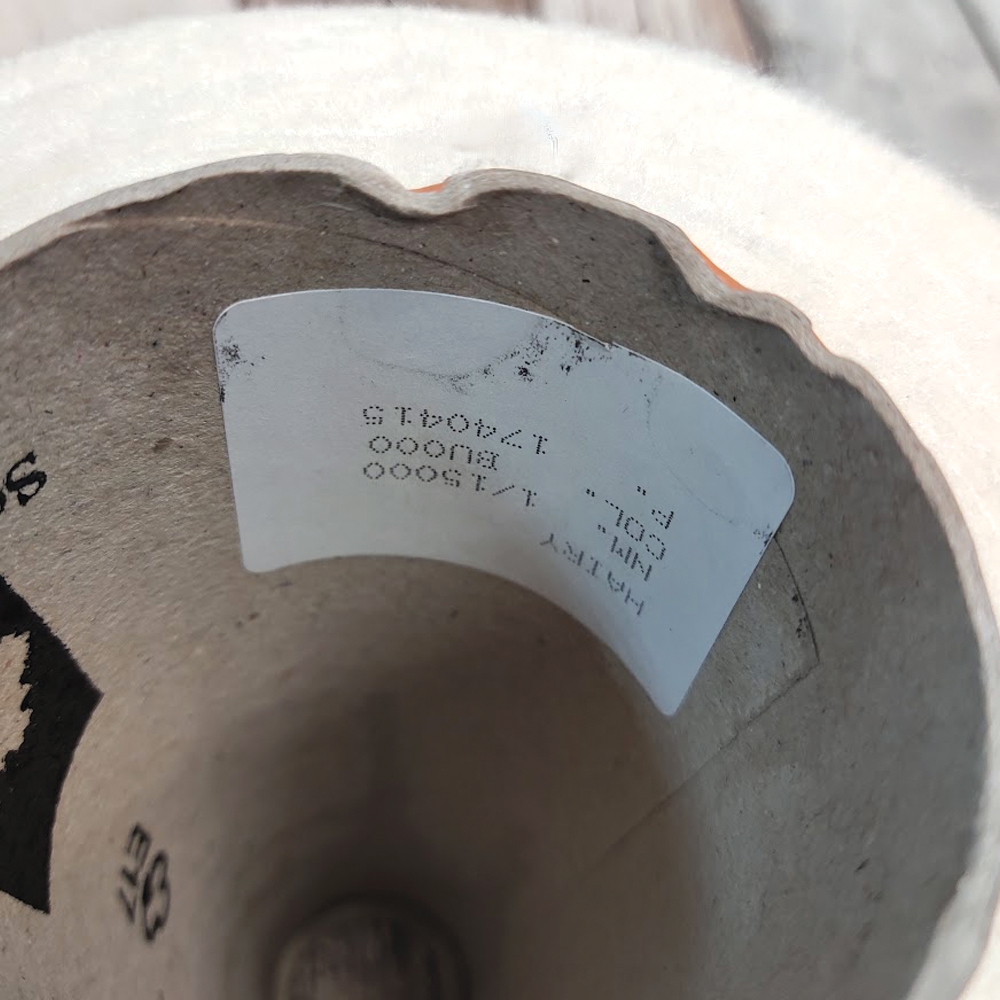 HAIRY
NM" 1/15000
COL" BU000
F " 1740415